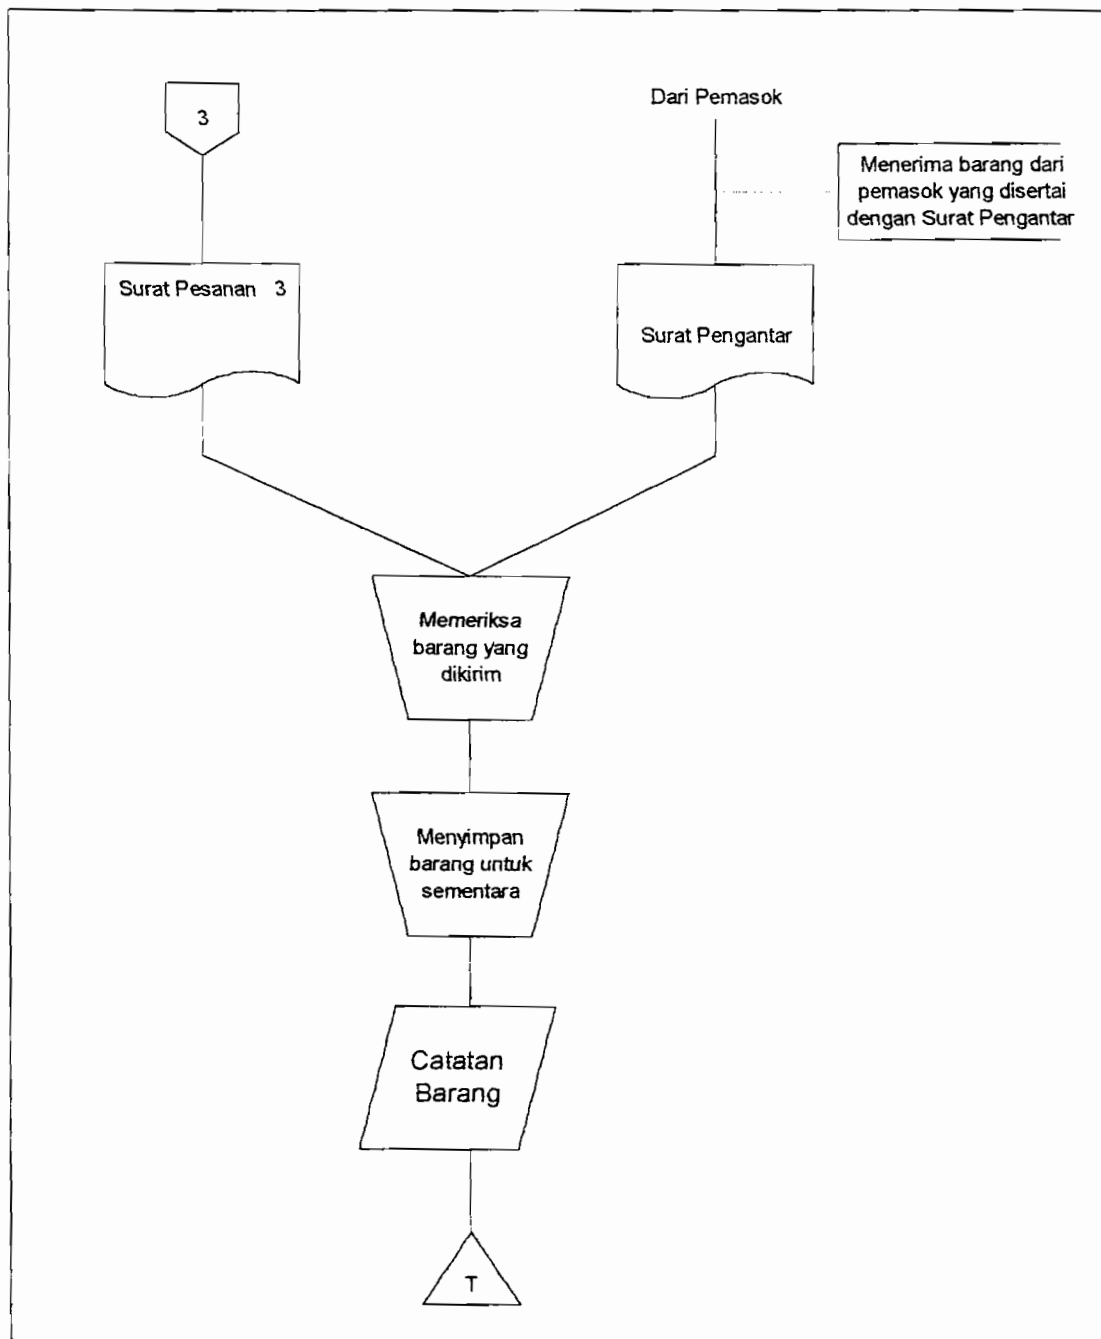 3
Dari Pemasok
Menerima barang dari
pemasok yang disertai
dengan Surat Pengantar
Surat Pesanan 3
Surat Pengantar
Memeriksa
barang yang
dikirim
Menyimpan
barang untuk
sementara
Catatan
Barang
T